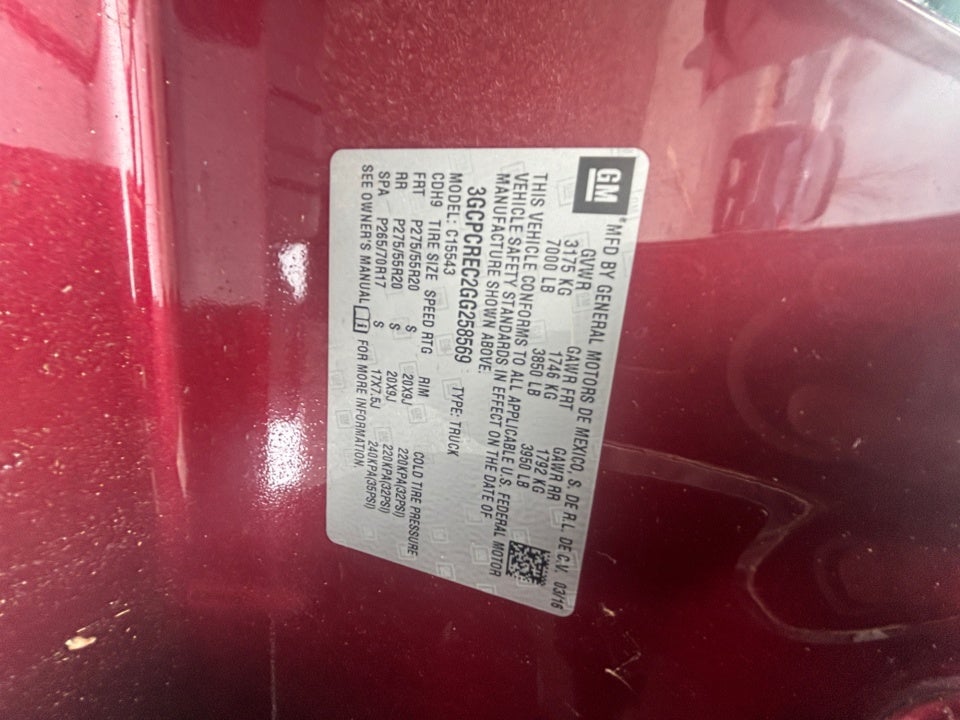 GM
MFD BY GENERAL MOTORS DE MEXICO, S. DE R.L. DE C.V. 03/16
GVWR GAWR FRT GAWR RR
3175 KG 1746 KG 1792 KG
7000 LB 3850 LB 3950 LB
THIS VEHICLE CONFORMS TO ALL APPLICABLE U.S. FEDERAL MOTOR
VEHICLE SAFETY STANDARDS IN EFFECT ON THE DATE OF
MANUFACTURE SHOWN ABOVE.
3GCPCREC2GG258569 TYPE: TRUCK
MODEL: C15543
CDH9 TIRE SIZE SPEED RTG RIM COLD TIRE PRESSURE
FRT P275/55R20 S 20X9J 220KPA(32PSI)
RR P275/55R20 S 20X9J 220KPA(32PSI)
SPA P265/70R17 S 17X7.5J 240KPA(35PSI)
SEE OWNER'S MANUAL FOR MORE INFORMATION.